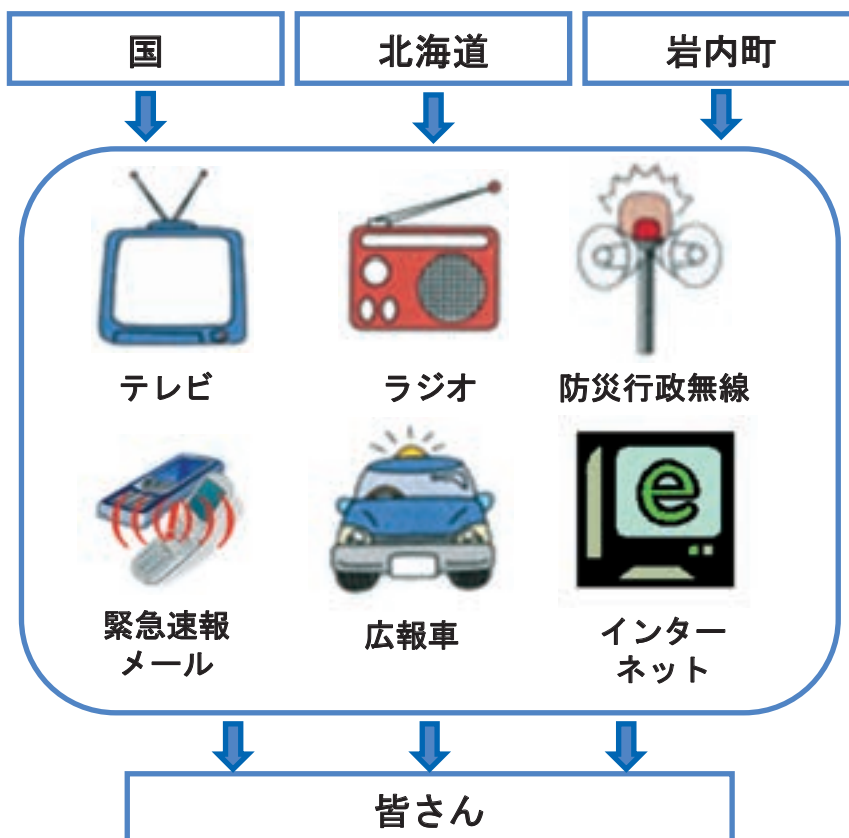 国
北海道
岩内町
テレビ
ラジオ
防災行政無線
緊急速報
メール
広報車
インター
ネット
皆さん